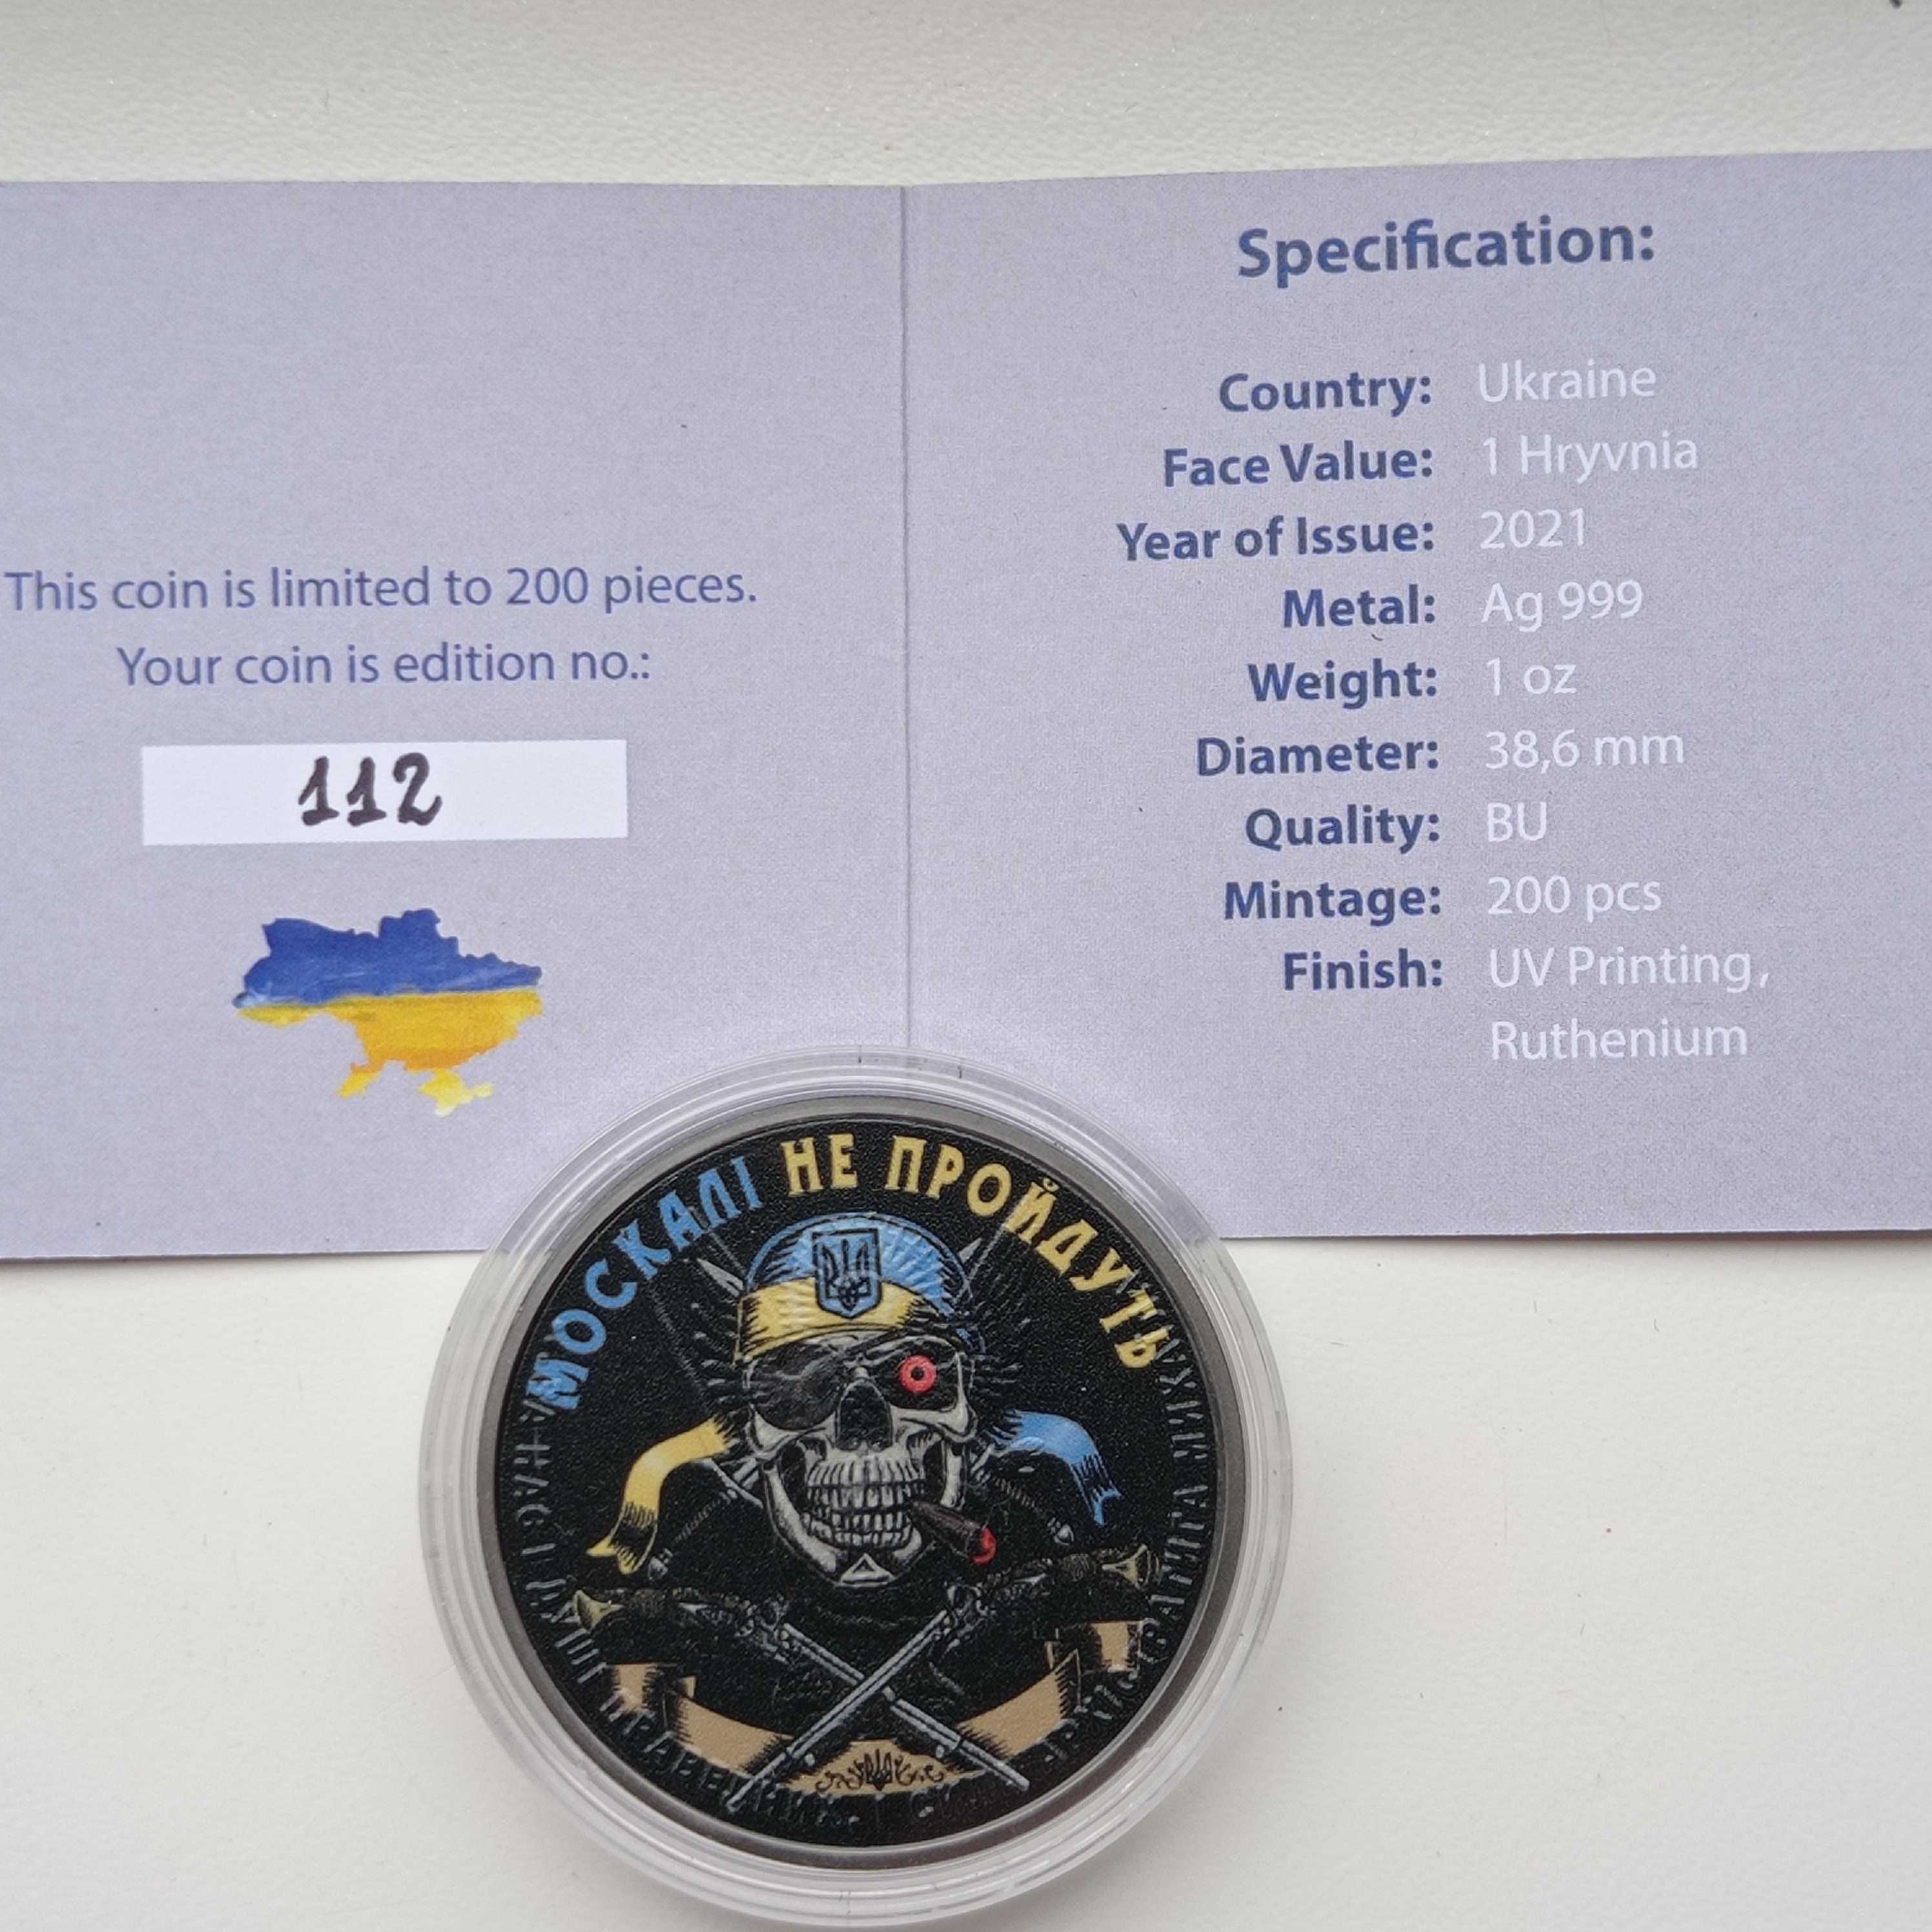 This coin is limited to 200 pieces.
Your coin is edition no.:
112
Specification:
Country: Ukraine
Face Value: 1 Hryvnia
Year of Issue: 2021
Metal: Ag 999
Weight: 1 oz
Diameter: 38,6 mm
Quality: BU
Mintage: 200 pcs
Finish: UV Printing,
Ruthenium
МОСКАЛІ НЕ ПРОЙДУТЬ